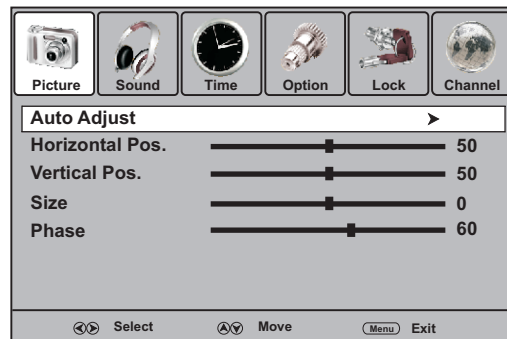 Picture Sound Time Option Lock Channel
Auto Adjust
Horizontal Pos. 50
Vertical Pos. 50
Size 0
Phase 60
Select Move Menu Exit